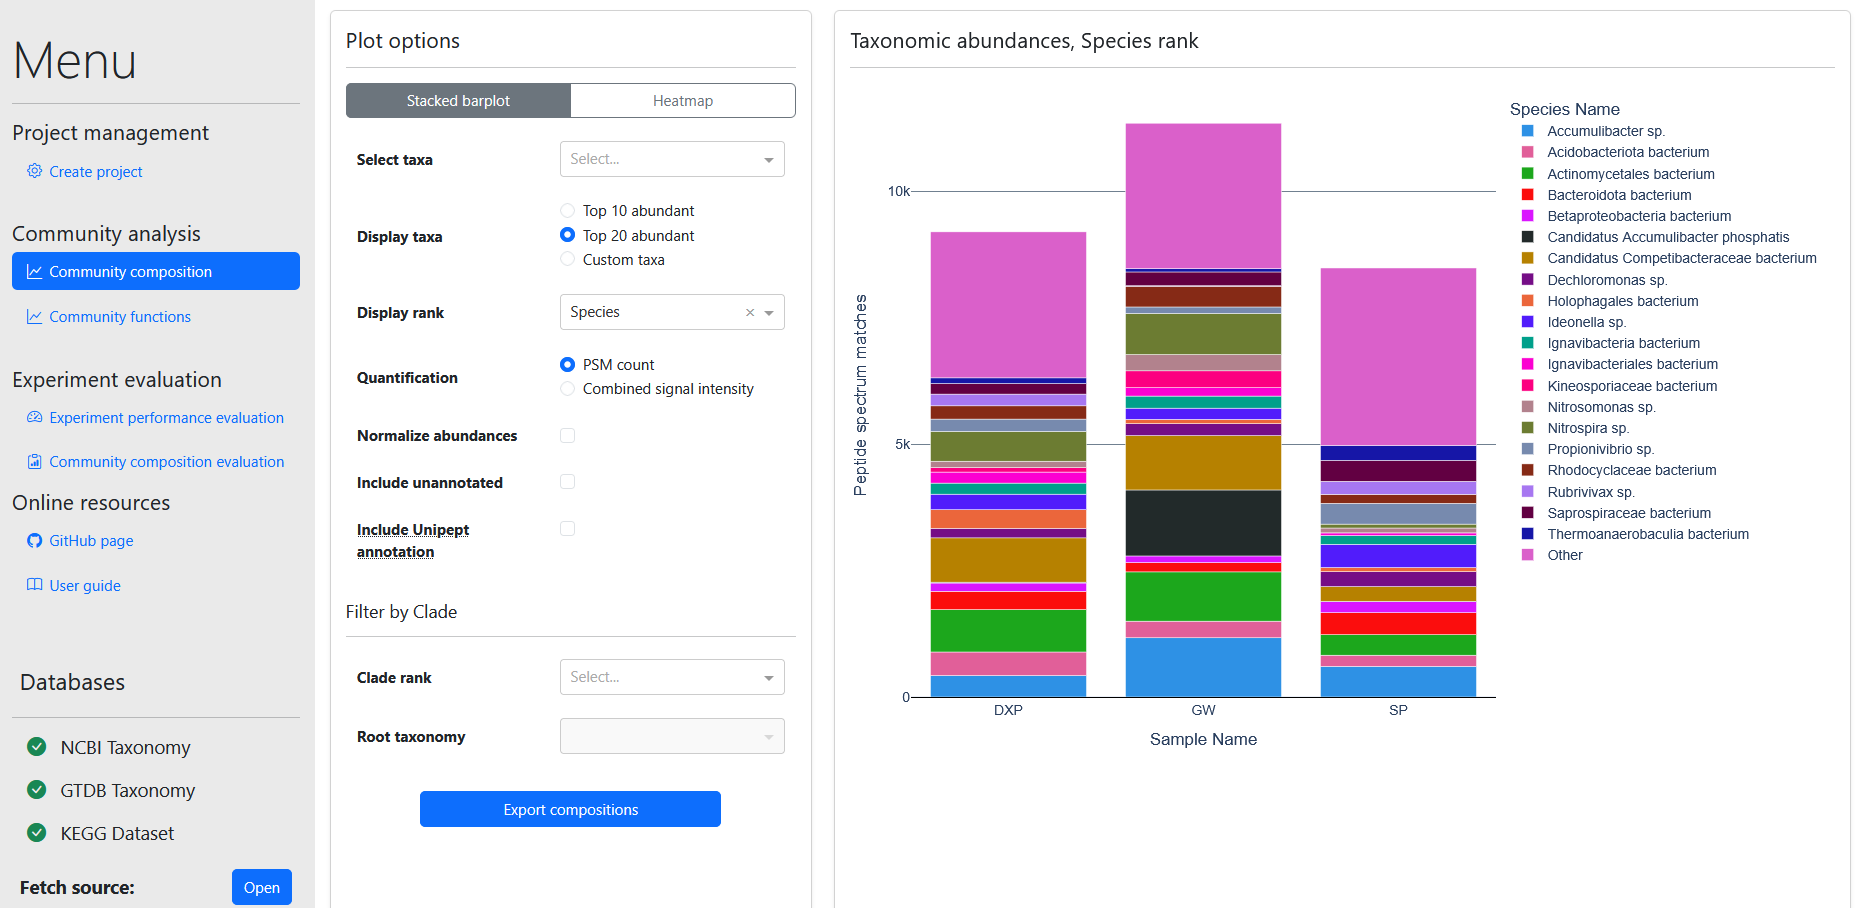 Menu
Project management
Create project
Community analysis
Community composition
Community functions
Experiment evaluation
Experiment performance evaluation
Community composition evaluation
Online resources
GitHub page
User guide
Databases
NCBI Taxonomy
GTDB Taxonomy
KEGG Dataset
Fetch source:
Open
Plot options
Stacked barplot
Heatmap
Select taxa
Select...
Display taxa
Top 10 abundant
Top 20 abundant
Custom taxa
Display rank
Species
Quantification
PSM count
Combined signal intensity
Normalize abundances
Include unannotated
Include Unipept
annotation
Filter by Clade
Clade rank
Select...
Root taxonomy
Export compositions
Taxonomic abundances, Species rank
Peptide spectrum matches
10k
5k
0
DXP
GW
SP
Sample Name
Species Name
Accumulibacter sp.
Acidobacteriota bacterium
Actinomycetales bacterium
Bacteroidota bacterium
Betaproteobacteria bacterium
Candidatus Accumulibacter phosphatis
Candidatus Competibacteraceae bacterium
Dechloromonas sp.
Holophagales bacterium
Ideonella sp.
Ignavibacteria bacterium
Ignavibacteriales bacterium
Kineosporiaceae bacterium
Nitrosomonas sp.
Nitrospira sp.
Propionivibrio sp.
Rhodocyclaceae bacterium
Rubrivivax sp.
Saprospiraceae bacterium
Thermoanaerobaculia bacterium
Other